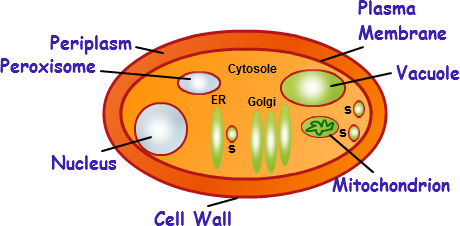 Plasma
Membrane
Periplasm
Peroxisome
Cytosole
Vacuole
ER
Golgi
s
s
s
Nucleus
Mitochondrion
Cell Wall